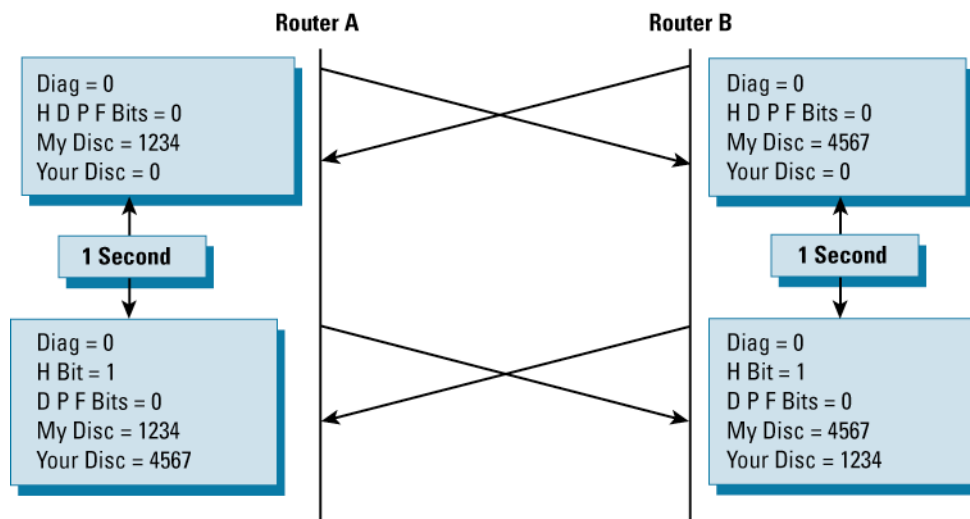 Router A
Router B
Diag = 0
H D P F Bits = 0
My Disc = 1234
Your Disc = 0
Diag = 0
H D P F Bits = 0
My Disc = 4567
Your Disc = 0
1 Second
1 Second
Diag = 0
H Bit = 1
D P F Bits = 0
My Disc = 1234
Your Disc = 4567
Diag = 0
H Bit = 1
D P F Bits = 0
My Disc = 4567
Your Disc = 1234